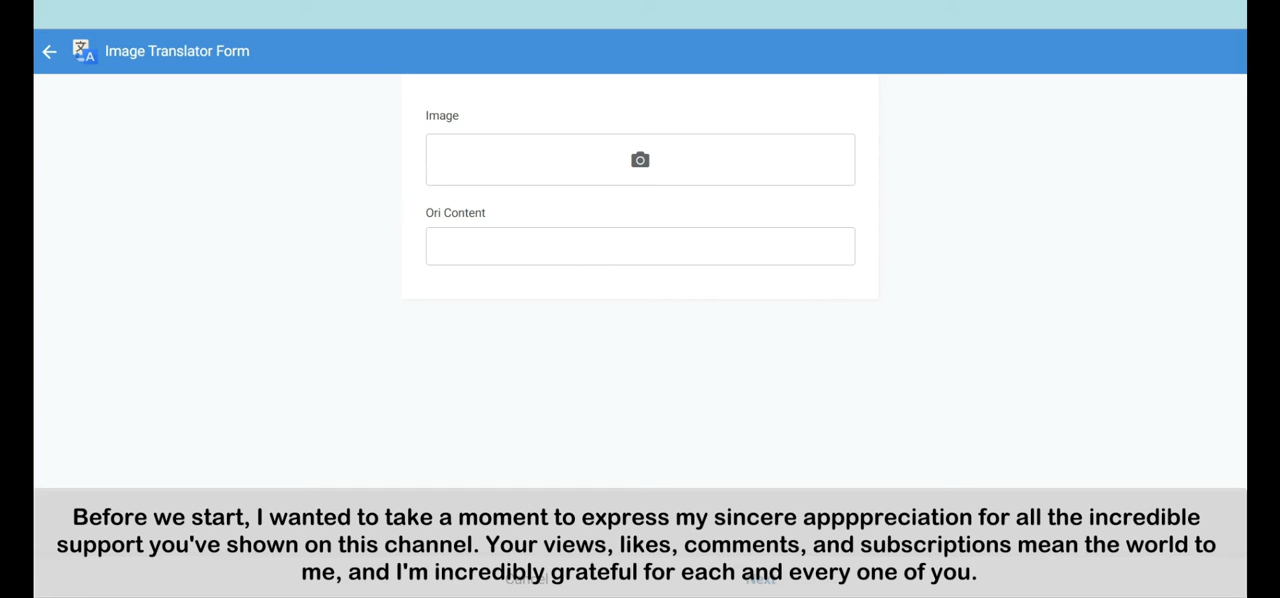 Image Translator Form
Image
Ori Content
Before we start, I wanted to take a moment to express my sincere apppreciation for all the incredible
support you've shown on this channel. Your views, likes, comments, and subscriptions mean the world to
me, and I'm incredibly grateful for each and every one of you.
Cancel Next